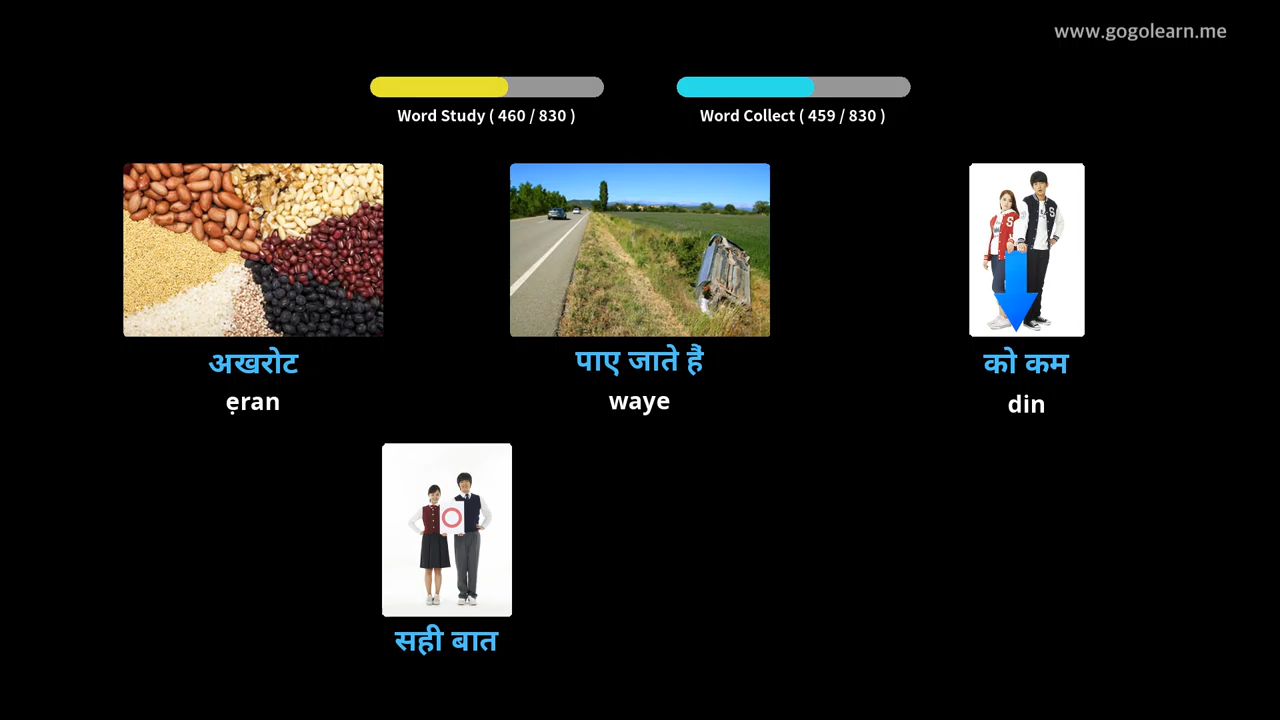 www.gogolearn.me
Word Study ( 460 / 830 )
Word Collect ( 459 / 830 )
अखरोट
ẹran
पाए जाते हैं
waye
को कम
din
सही बात